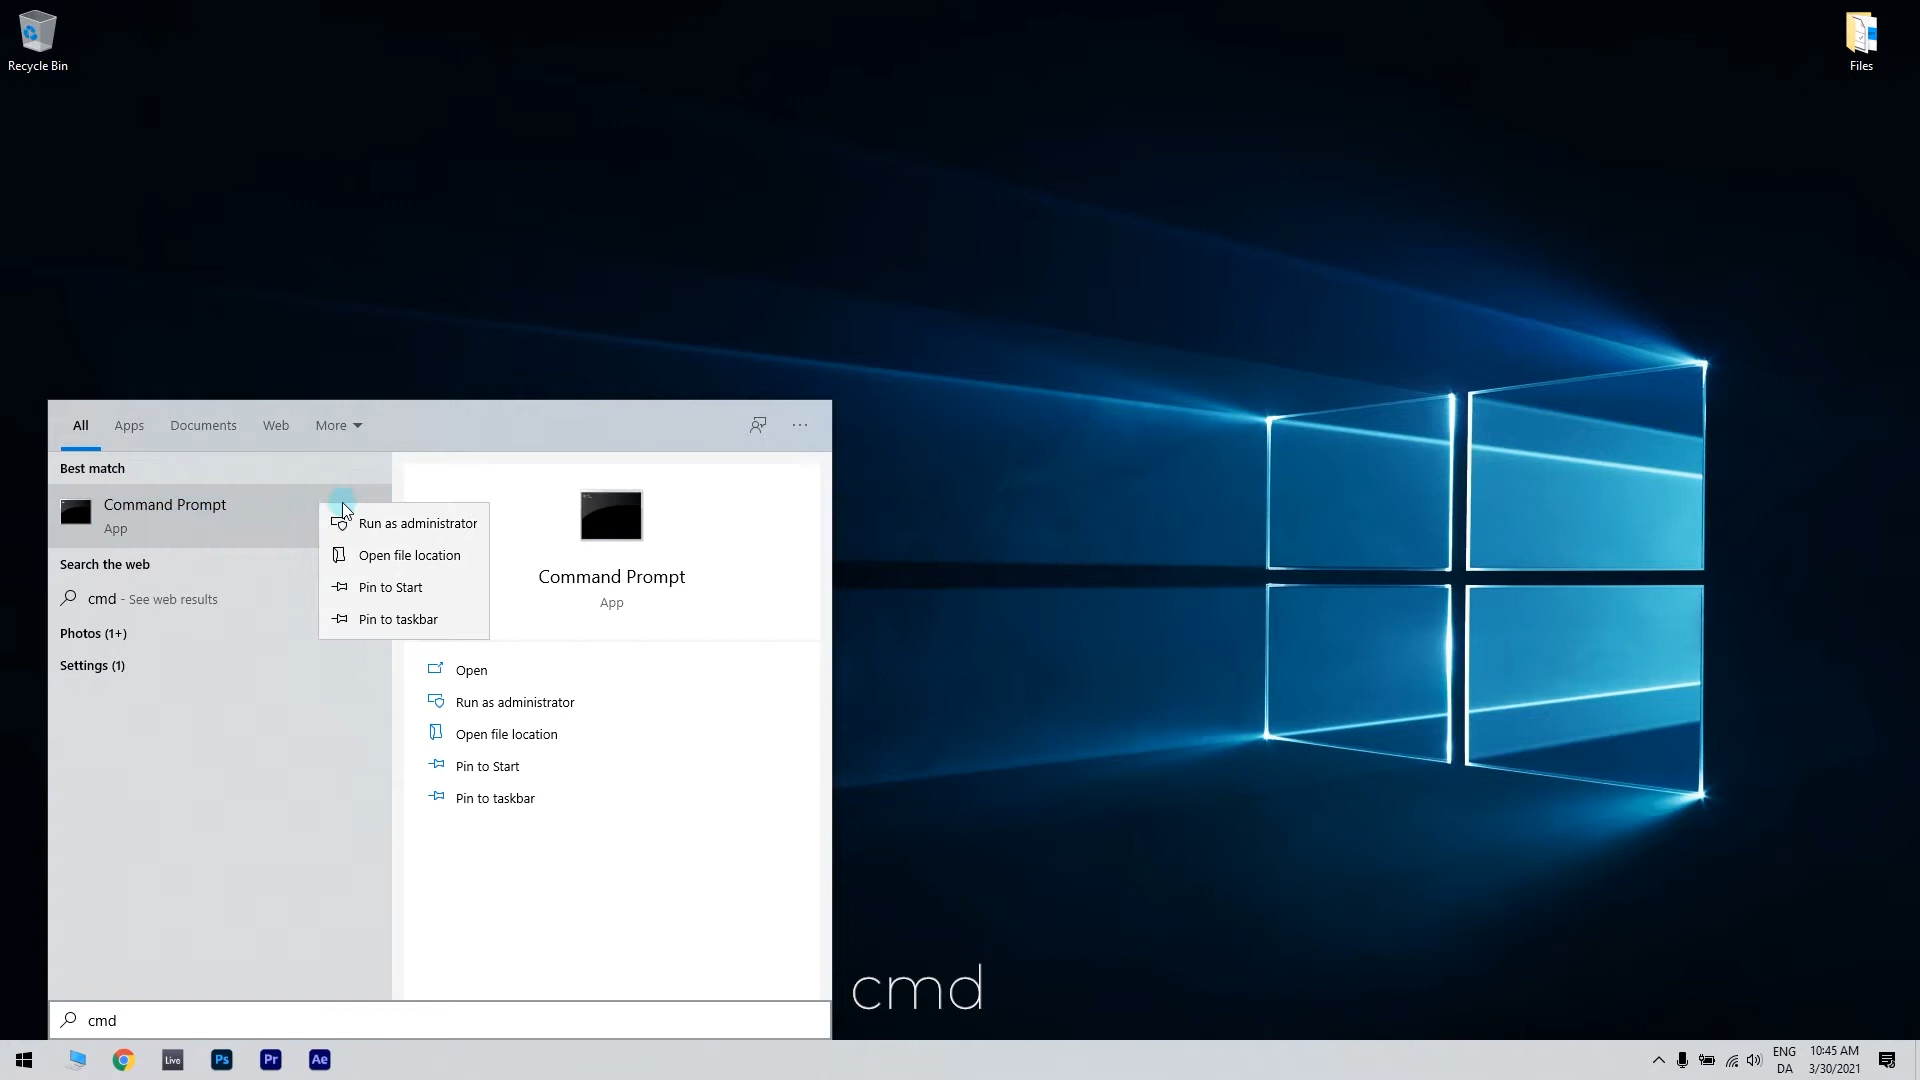 Recycle Bin
Files
All
Apps
Documents
Web
More
Best match
Command Prompt
App
Search the web
cmd - See web results
Photos (1+)
Settings (1)
Run as administrator
Open file location
Pin to Start
Pin to taskbar
Command Prompt
App
Open
Run as administrator
Open file location
Pin to Start
Pin to taskbar
cmd
cmd
Live
Ps
Pr
Ae
ENG
DA
10:45 AM
3/30/2021